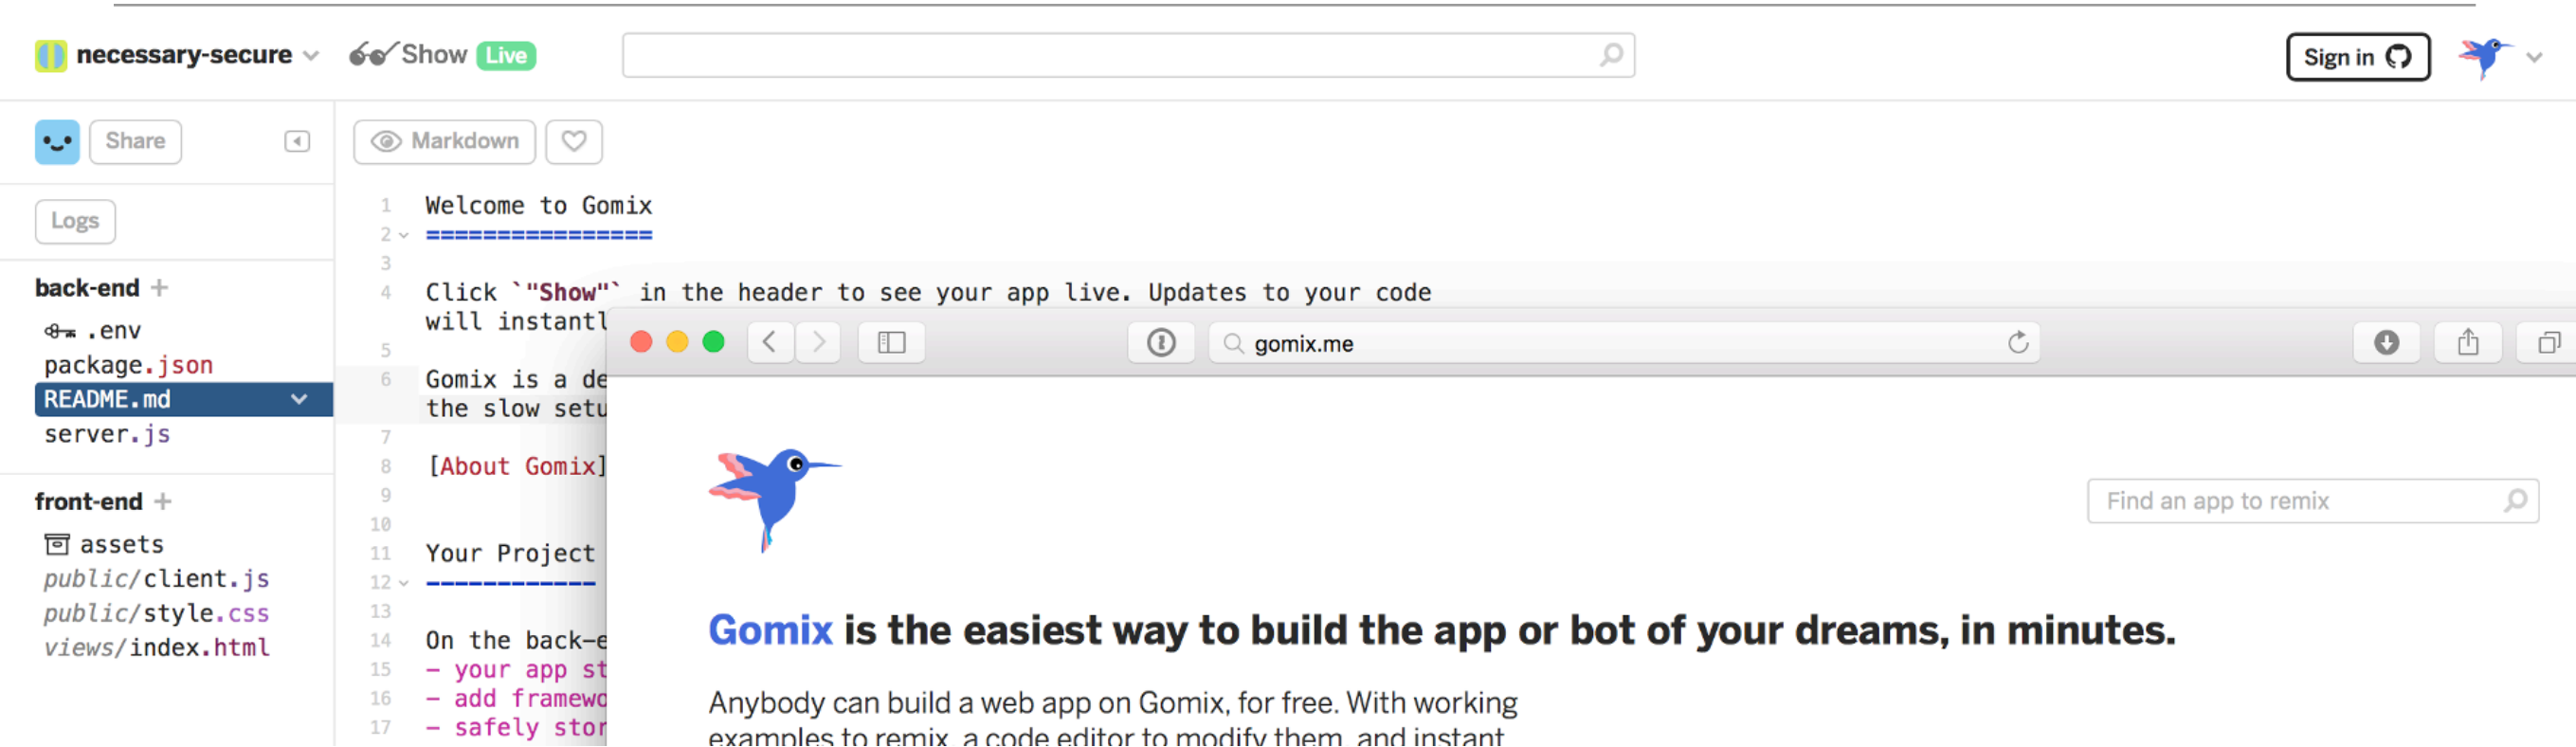 necessary-secure Show Live
Sign in
Share
Markdown
Logs
back-end +
.env
package.json
README.md
server.js
front-end +
assets
public/client.js
public/style.css
views/index.html
1 Welcome to Gomix
2 ================
3
4 Click `"Show"` in the header to see your app live. Updates to your code
will instantl
5
6 Gomix is a de
the slow setu
7
8 [About Gomix]
9
10
11 Your Project
12 ------------
13
14 On the back-e
15 - your app st
16 - add framewo
17 - safely stor
gomix.me
Find an app to remix
Gomix is the easiest way to build the app or bot of your dreams, in minutes.
Anybody can build a web app on Gomix, for free. With working
examples to remix, a code editor to modify them, and instant